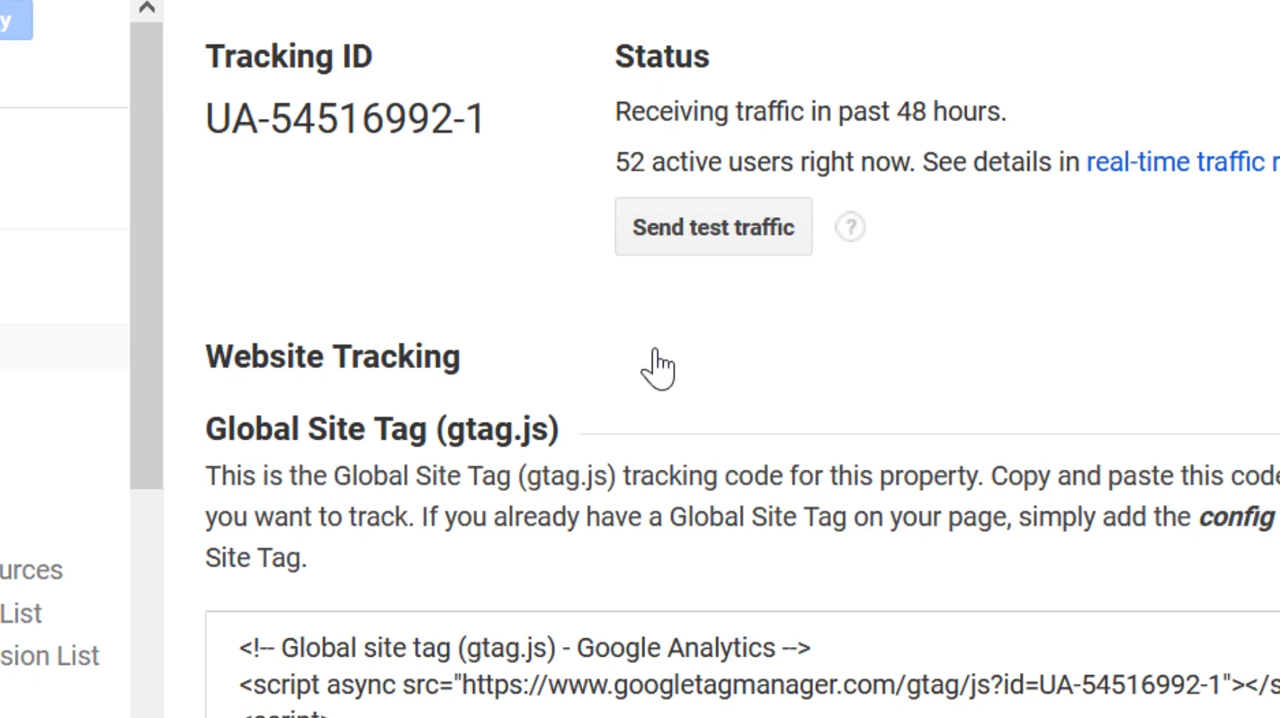 y
Tracking ID
Status
UA-54516992-1
Receiving traffic in past 48 hours.
52 active users right now. See details in real-time traffic r
Send test traffic
?
Website Tracking
Global Site Tag (gtag.js)
This is the Global Site Tag (gtag.js) tracking code for this property. Copy and paste this code
you want to track. If you already have a Global Site Tag on your page, simply add the config
Site Tag.
urces
List
sion List
<!-- Global site tag (gtag.js) - Google Analytics -->
<script async src="https://www.googletagmanager.com/gtag/js?id=UA-54516992-1"></s
<script>